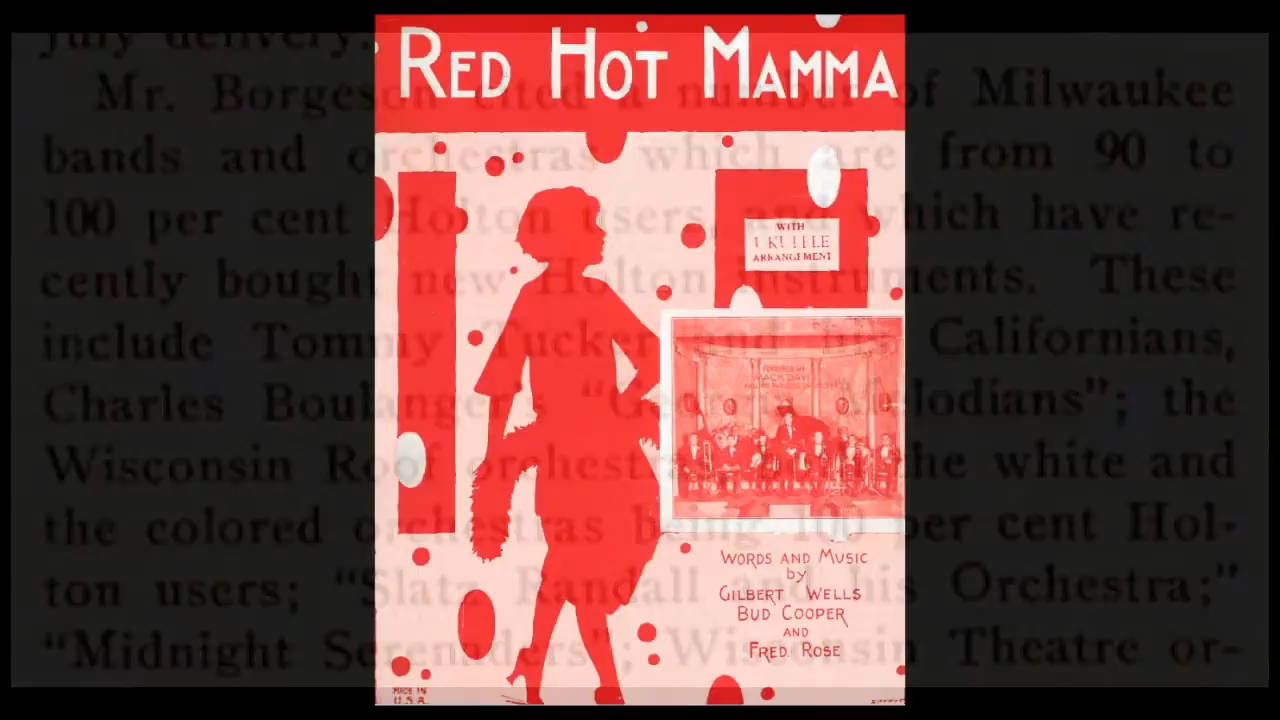 RED HOT MAMMA
WITH
UKULELE
ARRANGEMENT
WORDS AND MUSIC
by
GILBERT WELLS
BUD COOPER
AND
FRED ROSE
MADE IN
U.S.A.
July delivery.
Mr. Borgeson cited a number of Milwaukee
bands and orchestras which are from 90 to
100 per cent Holton users, and which have re-
cently bought new Holton instruments. These
include Tommy Tucker and his Californians,
Charles Boulanger's "Georgia Melodians"; the
Wisconsin Roof orchestras, both the white and
the colored orchestras being 100 per cent Hol-
ton users; "Slatz Randall and his Orchestra;"
"Midnight Serenaders"; Wisconsin Theatre or-